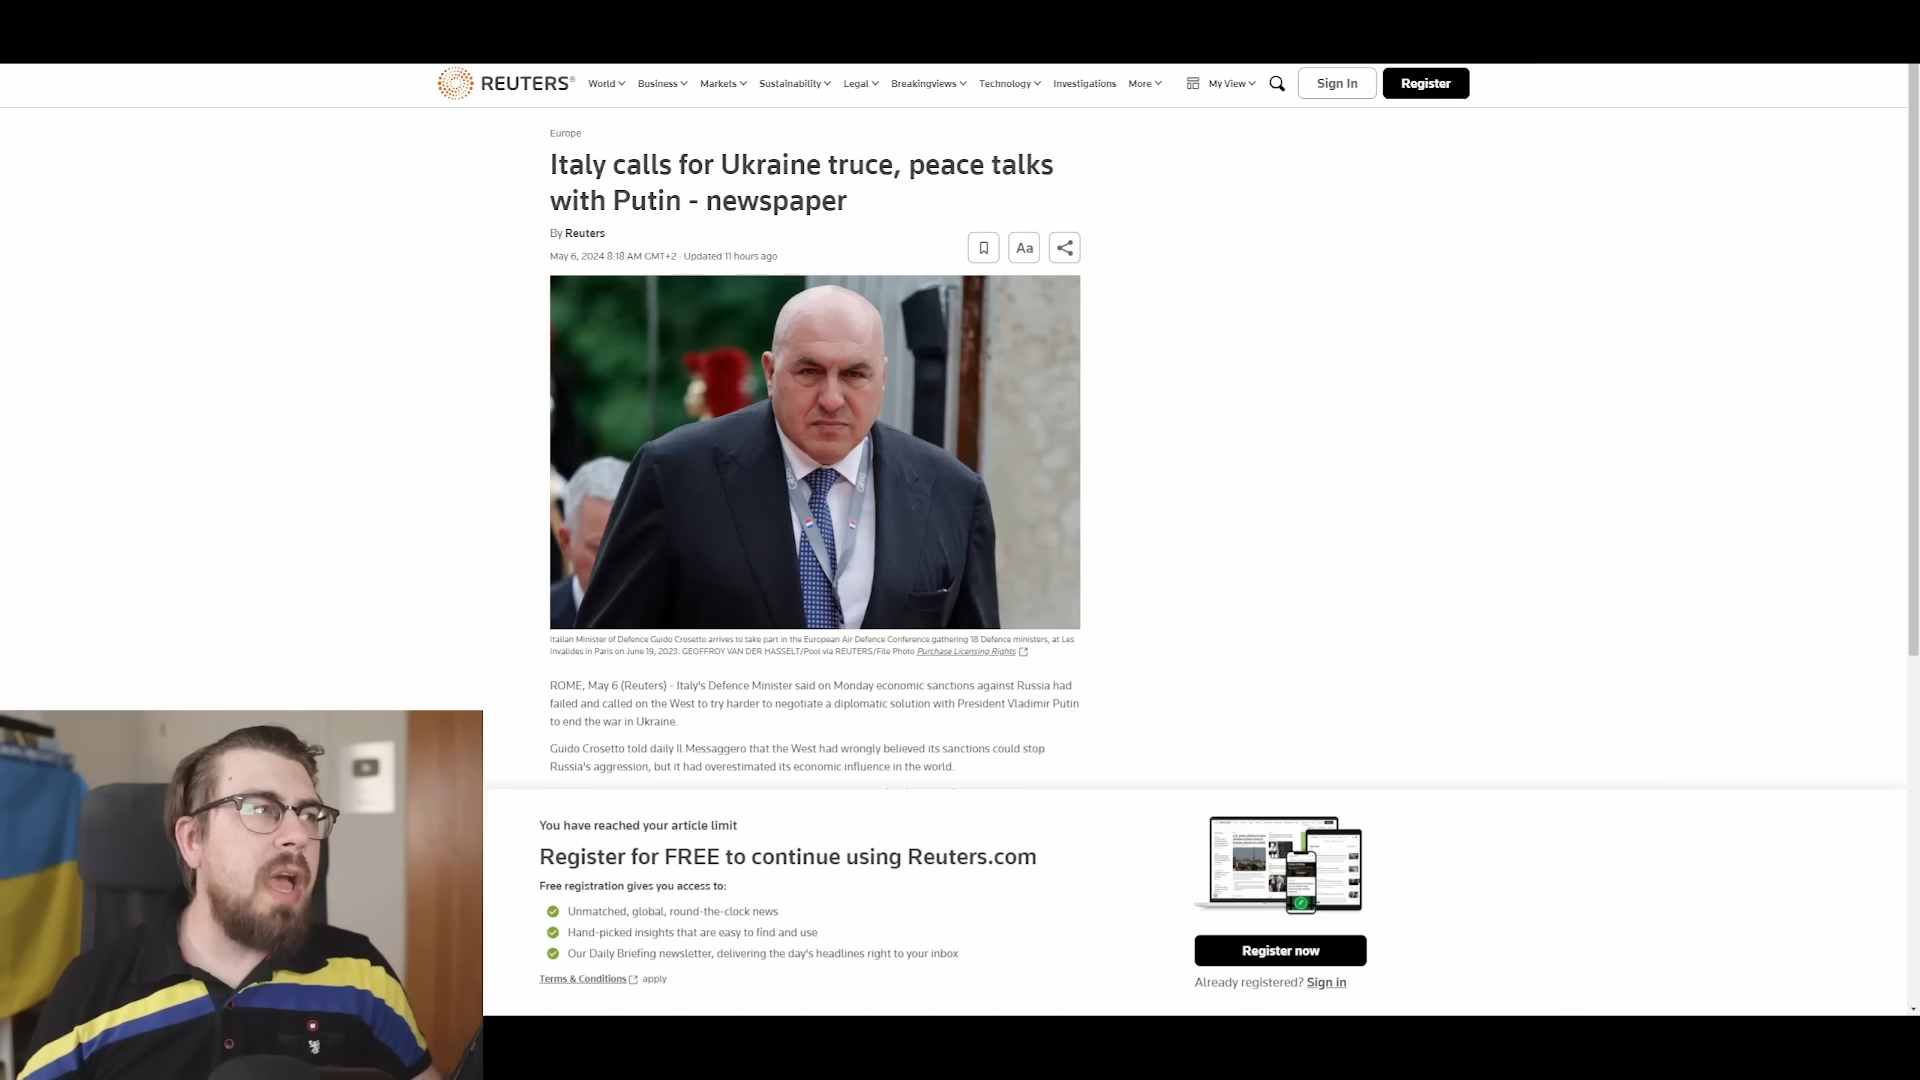 REUTERS®
World
Business
Markets
Sustainability
Legal
Breakingviews
Technology
Investigations
More
My View
Sign In
Register
Europe
Italy calls for Ukraine truce, peace talks
with Putin - newspaper
By Reuters
May 6, 2024 8:18 AM GMT+2 · Updated 11 hours ago
Aa
Italian Minister of Defence Guido Crosetto arrives to take part in the European Air Defence Conference gathering 18 Defence ministers, at Les
Invalides in Paris on June 19, 2023. GEOFFROY VAN DER HASSELT/Pool via REUTERS/File Photo Purchase Licensing Rights
ROME, May 6 (Reuters) - Italy's Defence Minister said on Monday economic sanctions against Russia had
failed and called on the West to try harder to negotiate a diplomatic solution with President Vladimir Putin
to end the war in Ukraine.
Guido Crosetto told daily Il Messaggero that the West had wrongly believed its sanctions could stop
Russia's aggression, but it had overestimated its economic influence in the world.
You have reached your article limit
Register for FREE to continue using Reuters.com
Free registration gives you access to:
Unmatched, global, round-the-clock news
Hand-picked insights that are easy to find and use
Our Daily Briefing newsletter, delivering the day's headlines right to your inbox
Terms & Conditions apply
Register now
Already registered? Sign in